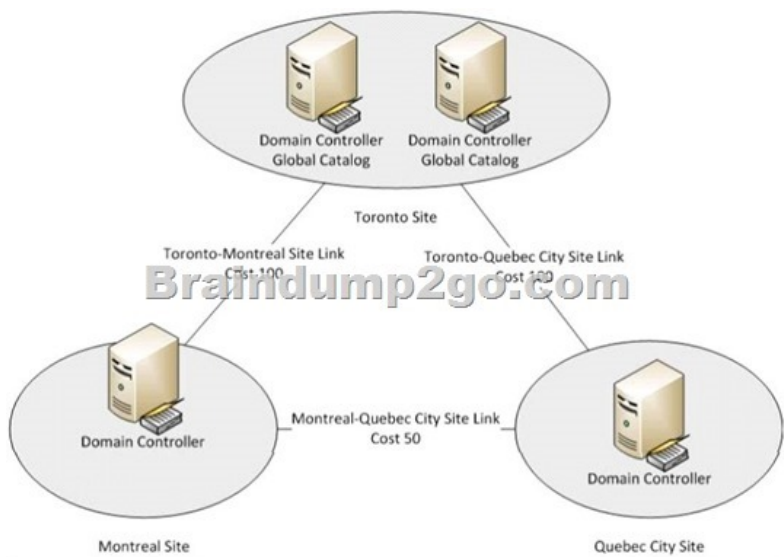 Domain Controller
Global Catalog
Domain Controller
Global Catalog
Toronto Site
Toronto-Montreal Site Link
Cost 100
Toronto-Quebec City Site Link
Cost
Braindump2go.com
Domain Controller
Montreal-Quebec City Site Link
Cost 50
Domain Controller
Montreal Site
Quebec City Site